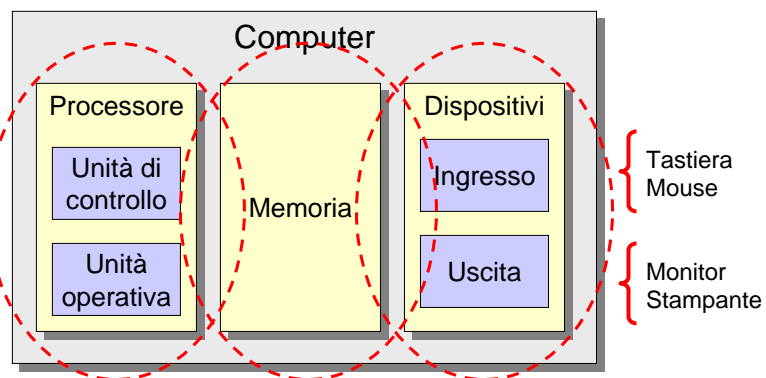 Computer
Processore
Unità di
controllo
Unità
operativa
Memoria
Dispositivi
Ingresso
Uscita
Tastiera
Mouse
Monitor
Stampante